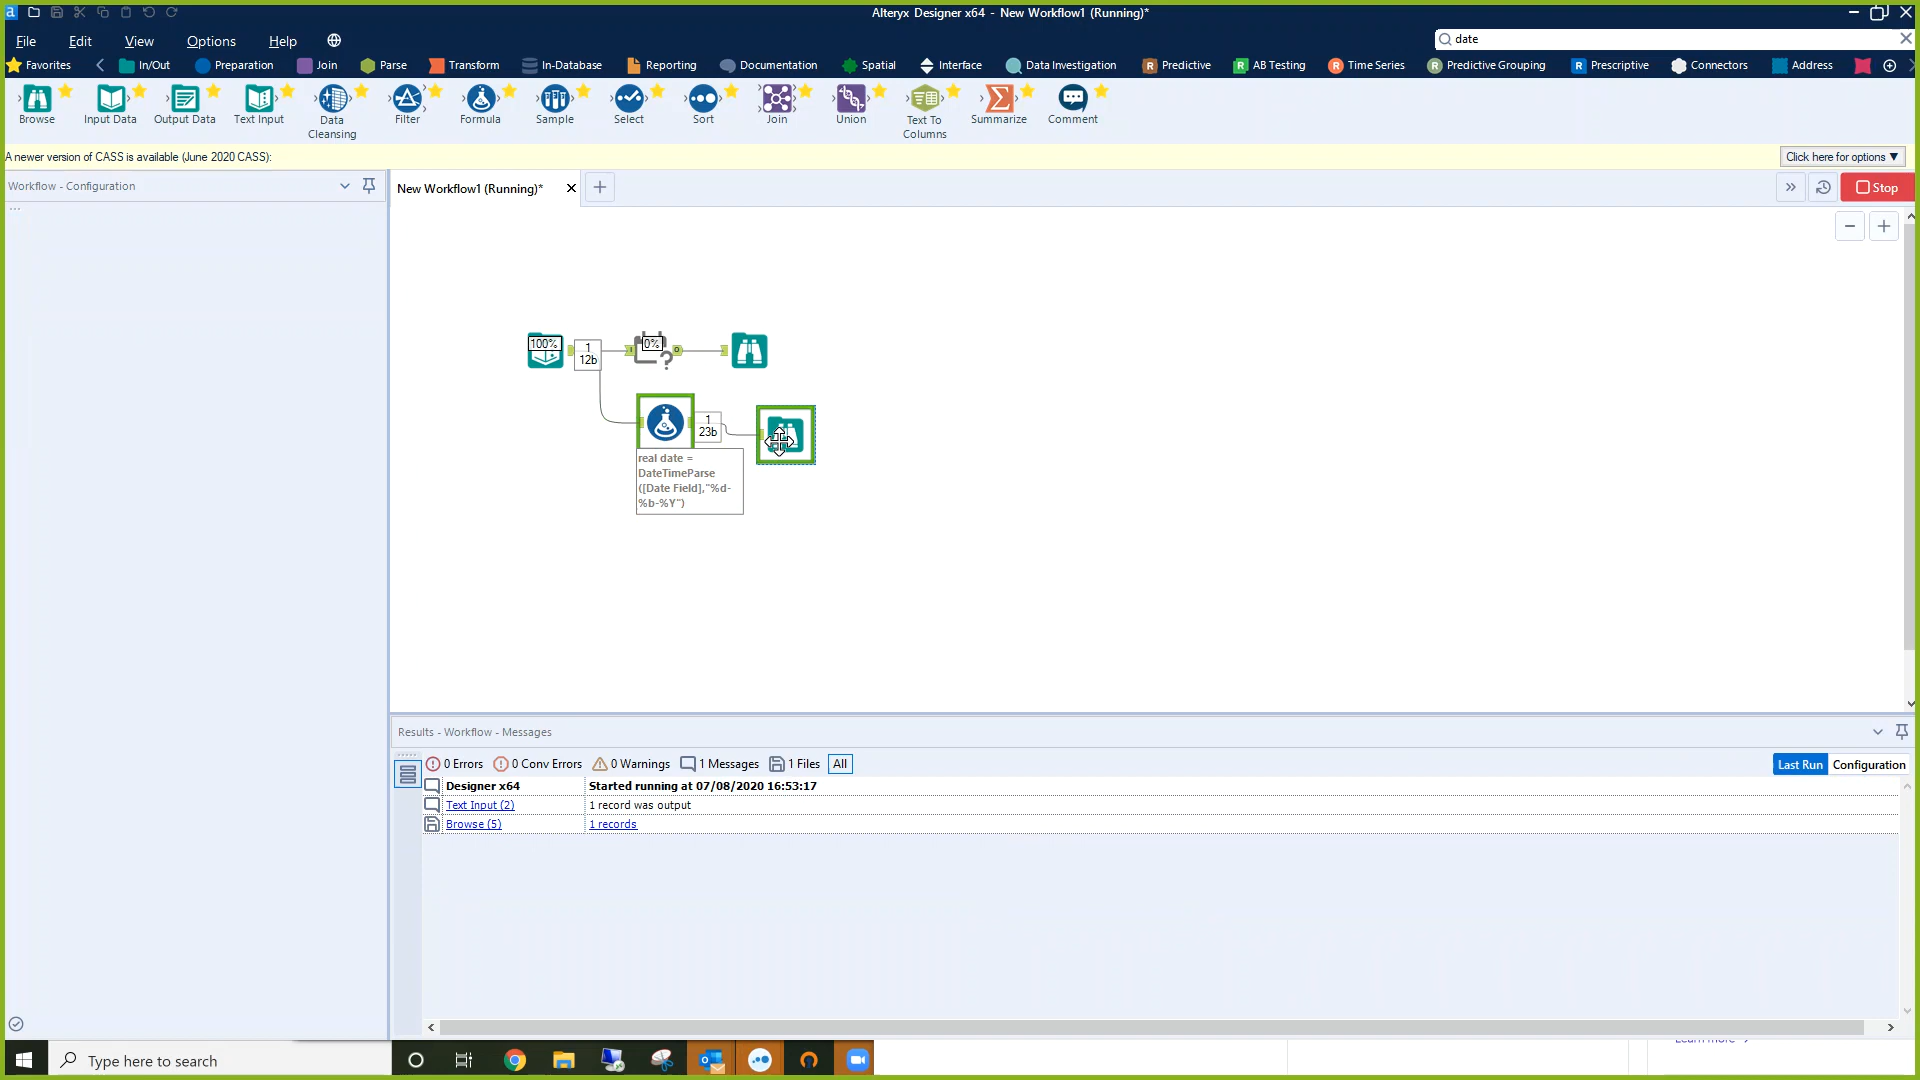 Alteryx Designer x64 - New Workflow1 (Running)*
File Edit View Options Help
date
Favorites In/Out Preparation Join Parse Transform In-Database Reporting Documentation Spatial Interface Data Investigation Predictive AB Testing Time Series Predictive Grouping Prescriptive Connectors Address
Browse Input Data Output Data Text Input Data Cleansing Filter Formula Sample Select Sort Join Union Text To Columns Summarize Comment
A newer version of CASS is available (June 2020 CASS):
Click here for options ▼
Workflow - Configuration
New Workflow1 (Running)*
Stop
100%
1
12b
0%
1
23b
real date =
DateTimeParse
([Date Field],"%d-
%b-%Y")
Results - Workflow - Messages
0 Errors 0 Conv Errors 0 Warnings 1 Messages 1 Files All
Last Run Configuration
Designer x64 Started running at 07/08/2020 16:53:17
Text Input (2) 1 record was output
Browse (5) 1 records
Type here to search